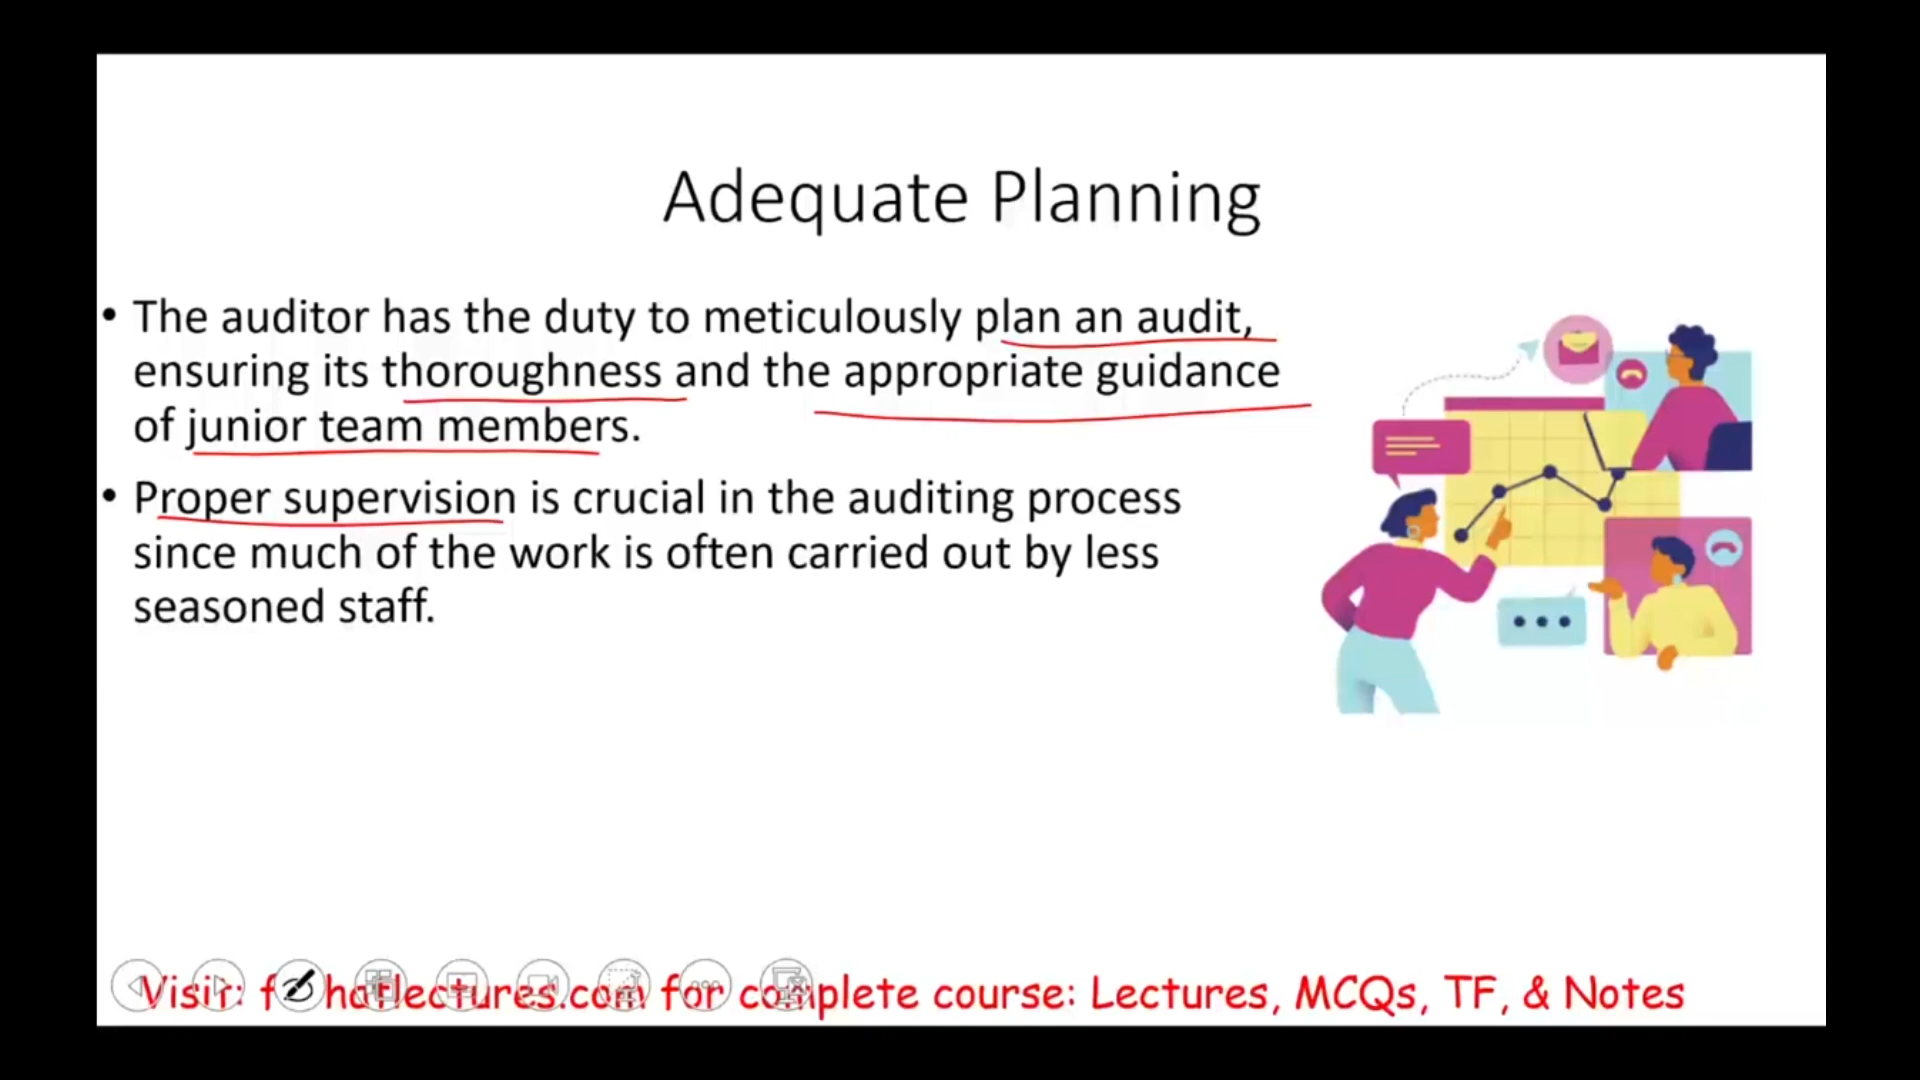 Adequate Planning
• The auditor has the duty to meticulously plan an audit,
ensuring its thoroughness and the appropriate guidance
of junior team members.
• Proper supervision is crucial in the auditing process
since much of the work is often carried out by less
seasoned staff.
Visit: for complete course: Lectures, MCQs, TF, & Notes